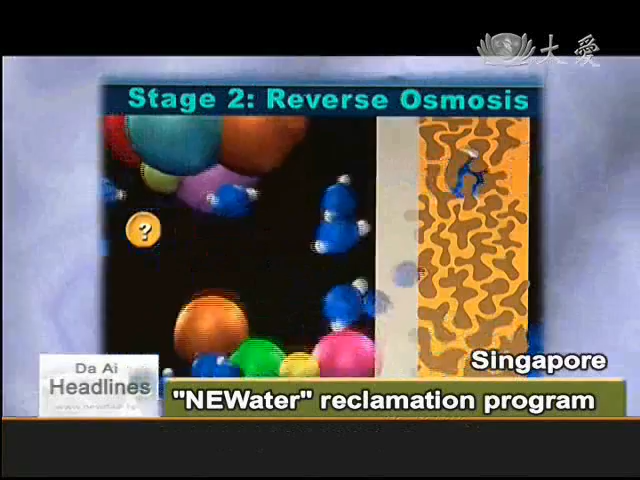 大愛
Stage 2: Reverse Osmosis
?
Singapore
Da Ai
Headlines
"NEWater" reclamation program